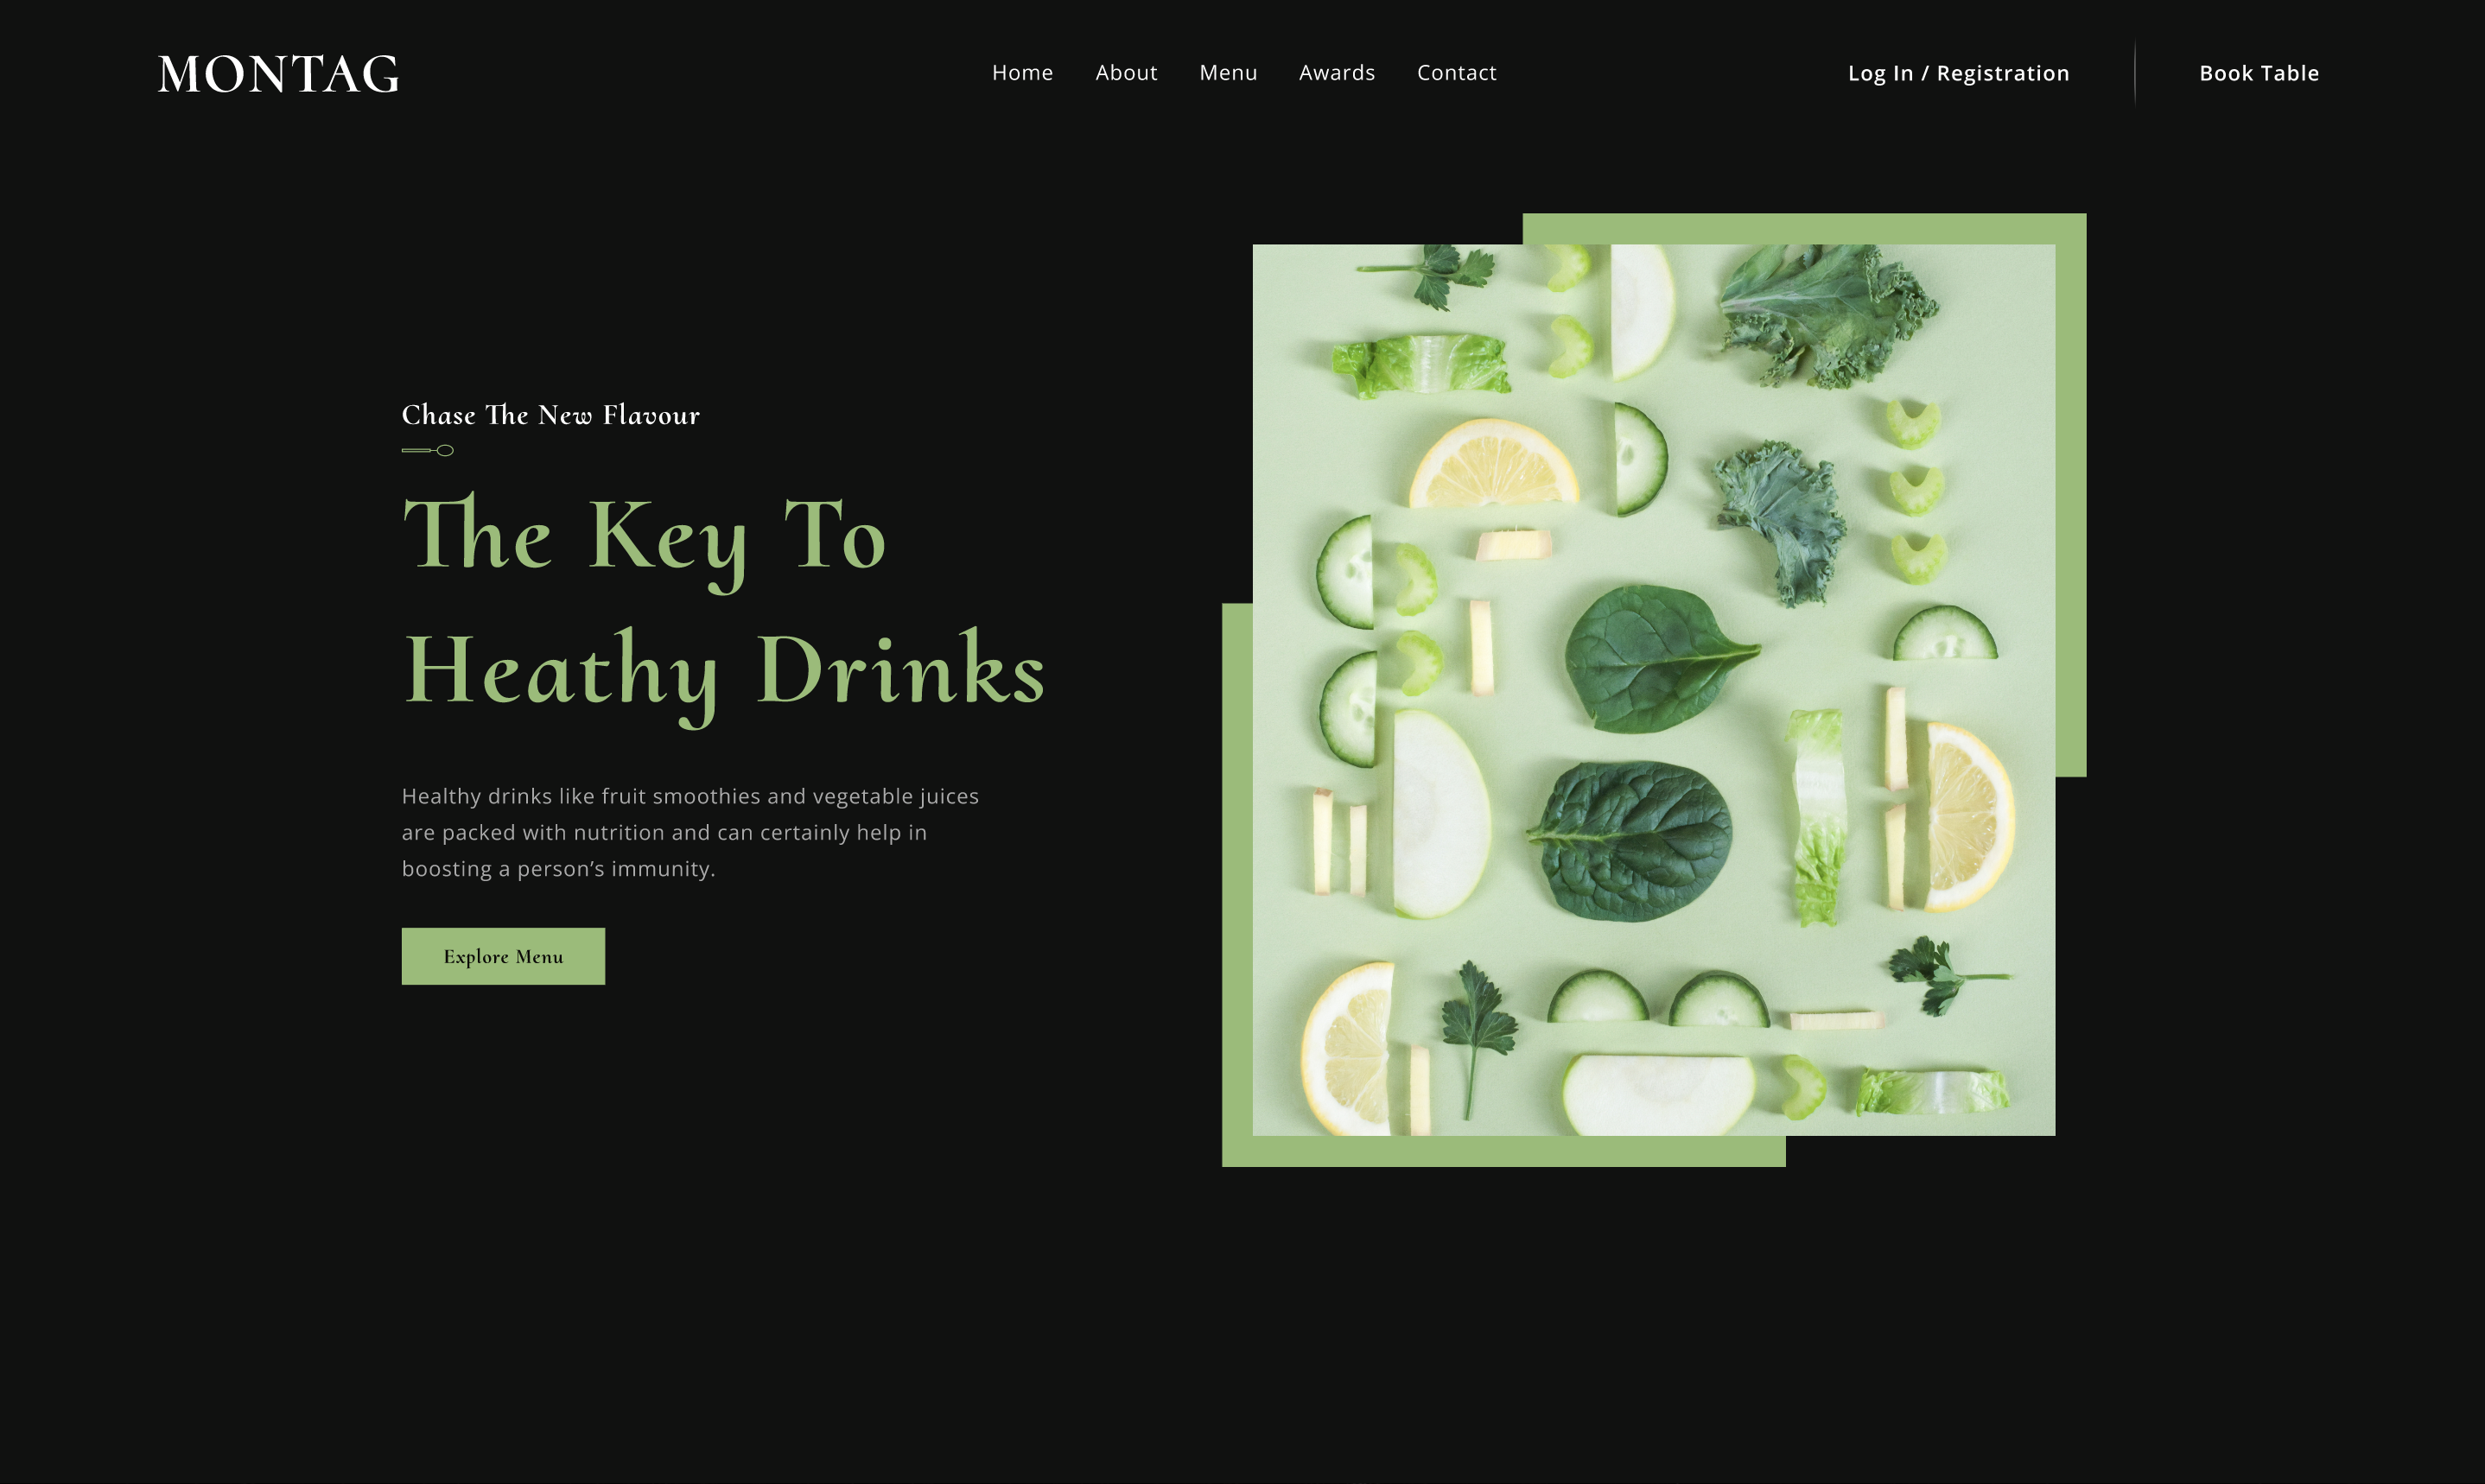 MONTAG
Home About Menu Awards Contact
Log In / Registration
Book Table
Chase The New Flavour
The Key To
Heathy Drinks
Healthy drinks like fruit smoothies and vegetable juices
are packed with nutrition and can certainly help in
boosting a person’s immunity.
Explore Menu